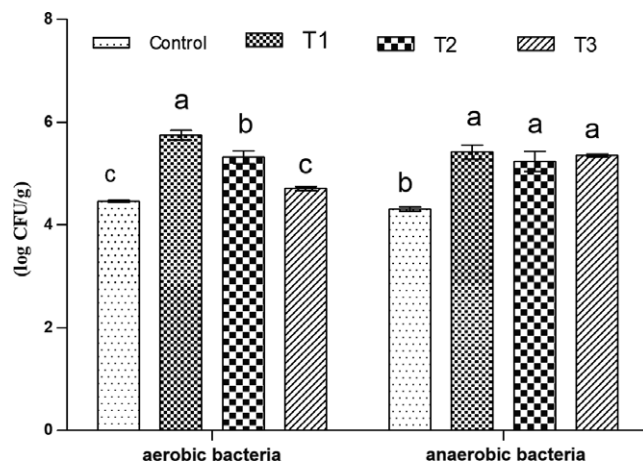 8
Control T1 T2 T3
a
b
c
c
a a a
b
6
4
2
0
(log CFU/g)
aerobic bacteria anaerobic bacteria